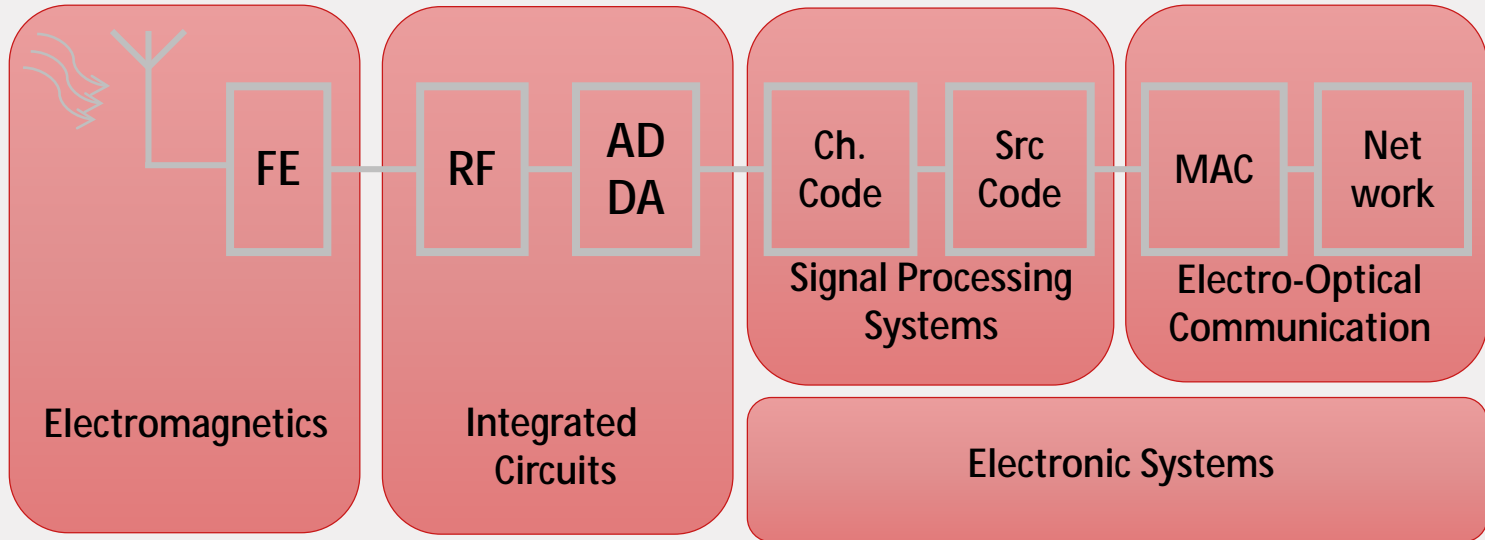 FE
RF
AD
DA
Ch.
Code
Src
Code
MAC
Net
work
Signal Processing
Systems
Electro-Optical
Communication
Electromagnetics
Integrated
Circuits
Electronic Systems